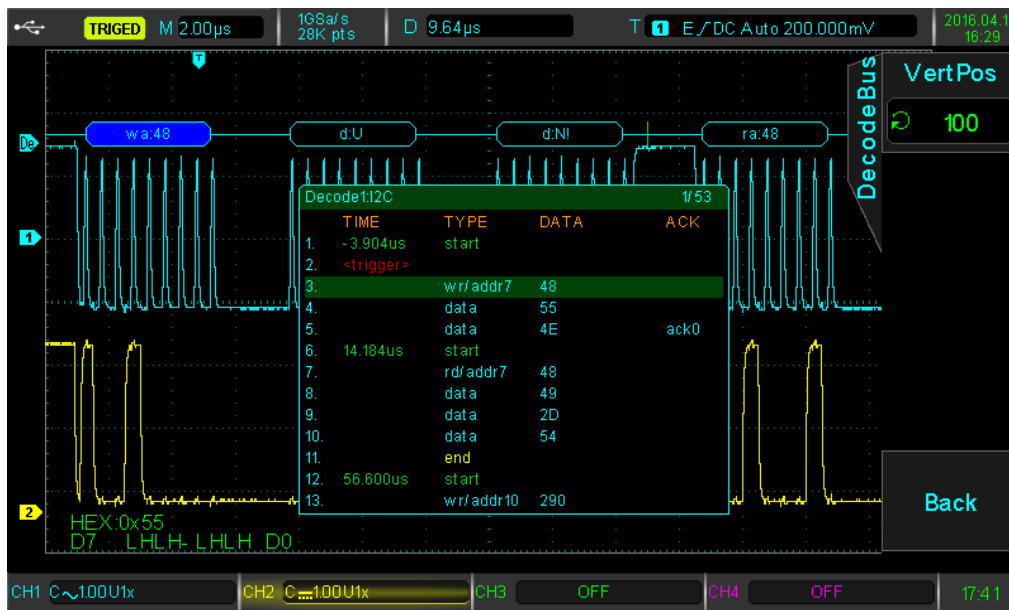 TRIGED M 2.00µs 1GSa/s 28K pts D 9.64µs T 1 E DC Auto 200.000mV 2016.04.1 16:29
T
DecodeBus
VertPos
100
De wa:48 d:U d:N! ra:48
1
Decode1:I2C 1/53
TIME TYPE DATA ACK
1. -3.904us start
2. <trigger>
3. wr/addr7 48
4. data 55
5. data 4E ack0
6. 14.184us start
7. rd/addr7 48
8. data 49
9. data 2D
10. data 54
11. end
12. 56.600us start
13. wr/addr10 290
2
Back
HEX:0x55
D7 LHLH-LHLH D0
CH1 C 1.00U1x CH2 C 1.00U1x CH3 OFF CH4 OFF 17:41